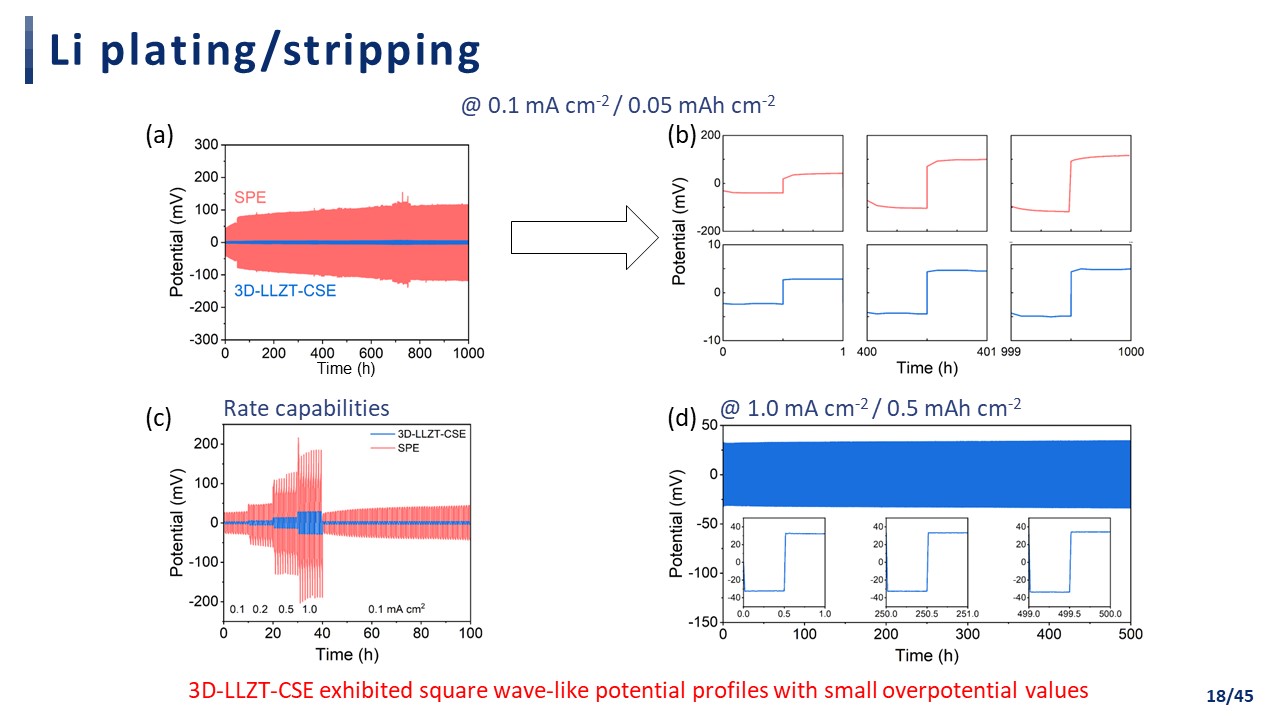 Li plating/stripping
@ 0.1 mA cm-2 / 0.05 mAh cm-2
(a)
300
200
100
0
-100
-200
-300
Potential (mV)
SPE
3D-LLZT-CSE
0 200 400 600 800 1000
Time (h)
(b)
200
0
-200
10
0
-10
Potential (mV)
0 1 400 401 999 1000
Time (h)
Rate capabilities
(c)
200
100
0
-100
-200
Potential (mV)
3D-LLZT-CSE
SPE
0.1 0.2 0.5 1.0 0.1 mA cm2
0 20 40 60 80 100
Time (h)
@ 1.0 mA cm-2 / 0.5 mAh cm-2
(d)
50
0
-50
-100
-150
Potential (mV)
40
20
0
-20
-40
0.0 0.5 1.0
40
20
0
-20
-40
250.0 250.5 251.0
40
20
0
-20
-40
499.0 499.5 500.0
0 100 200 300 400 500
Time (h)
3D-LLZT-CSE exhibited square wave-like potential profiles with small overpotential values
18/45